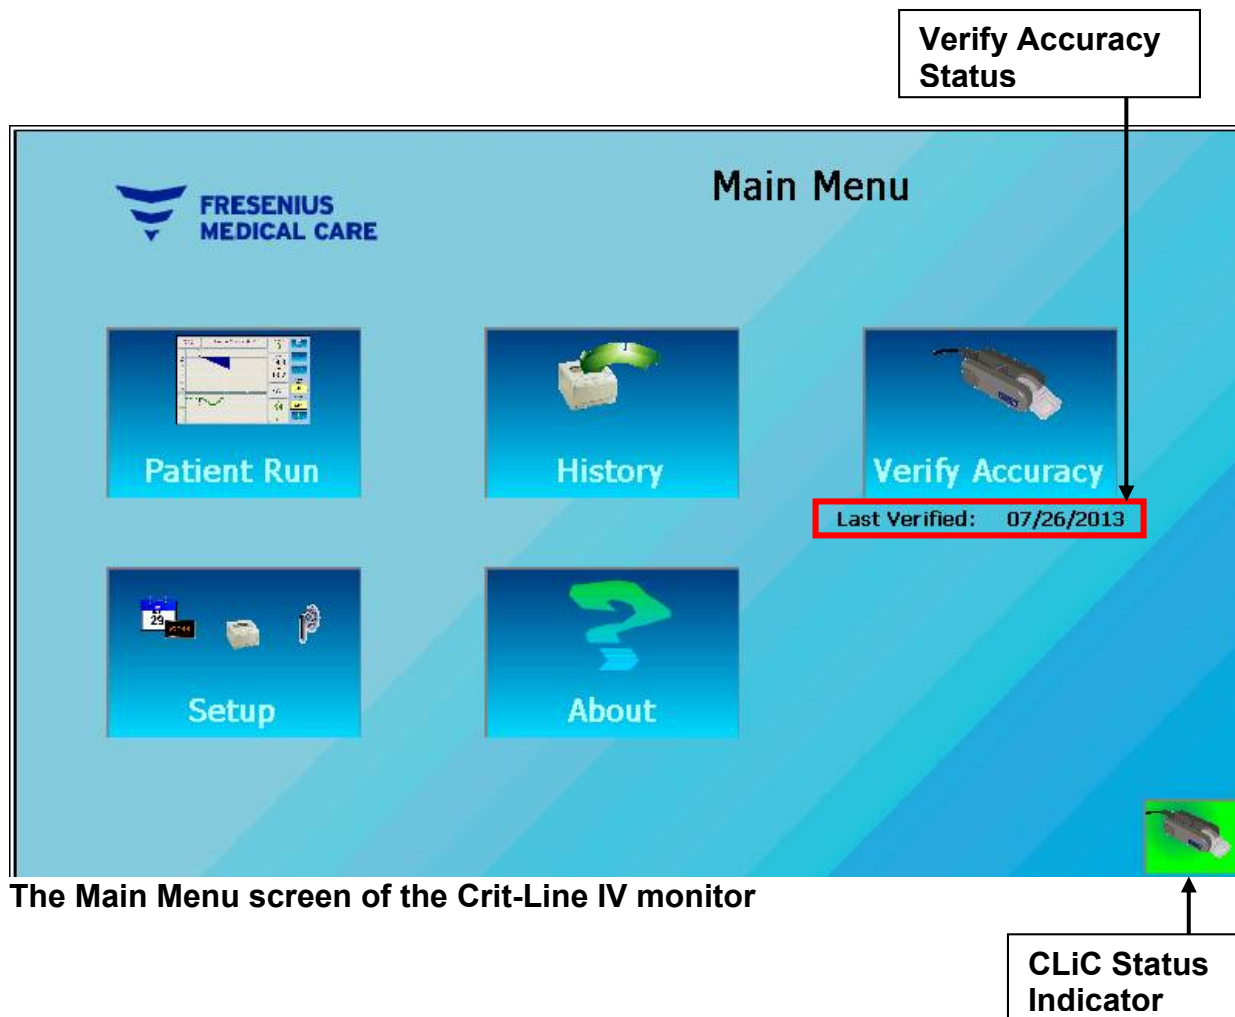 Verify Accuracy
Status
FRESENIUS
MEDICAL CARE
Main Menu
Patient Run
History
Verify Accuracy
Last Verified: 07/26/2013
29
Setup
About
The Main Menu screen of the Crit-Line IV monitor
CLiC Status
Indicator